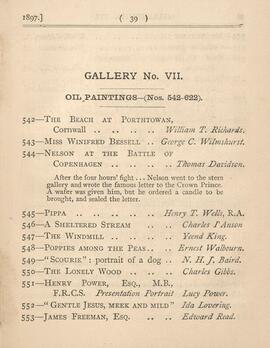 1897.] ( 39 )
GALLERY No. VII.
OIL PAINTINGS—(Nos. 542-622).
542—The Beach at Porthtowan,
Cornwall .. .. .. .. William T. Richards.
543—Miss Winifred Bessell .. George C. Wilmshurst.
544—Nelson at the Battle of
Copenhagen .. .. .. Thomas Davidson.
After the four hours' fight... Nelson went to the stern
gallery and wrote the famous letter to the Crown Prince.
A wafer was given him, but he ordered a candle to be
brought, and sealed the letter.
545—Pippa .. .. .. .. Henry T. Wells, R.A.
546—A Sheltered Stream .. .. Charles I'Anson
547—The Windmill .. .. .. Yeend King.
548—Poppies among the Peas .. Ernest Walbourn.
549—"Scourie" : portrait of a dog .. N. H. J. Baird.
550—The Lonely Wood .. .. Charles Gibbs.
551—Henry Power, Esq., M.B.,
F.R.C.S. Presentation Portrait Lucy Power.
552—"Gentle Jesus, meek and mild" Ida Lovering.
553—James Freeman, Esq. .. Edward Read.